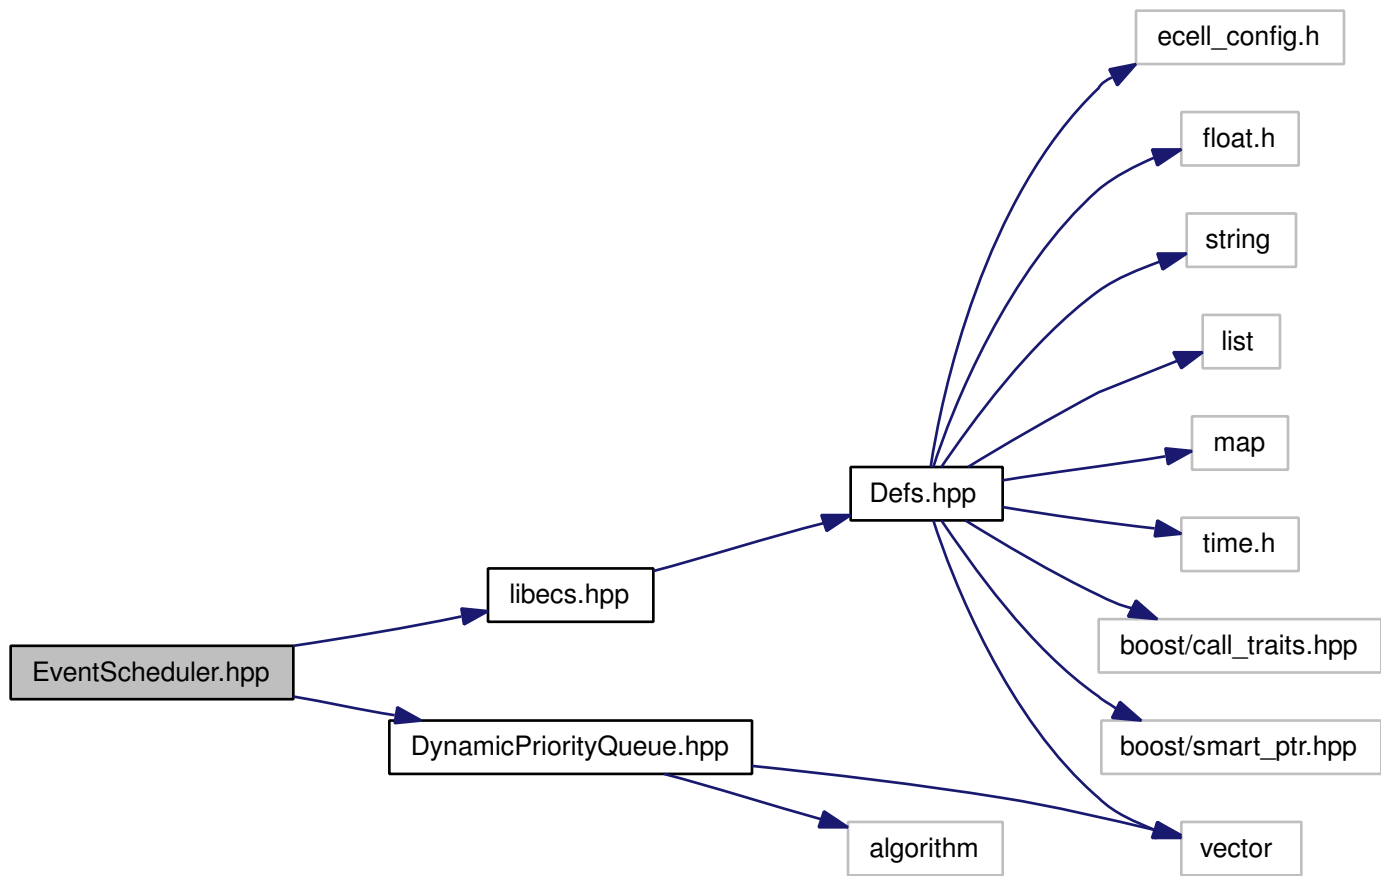 ecell_config.h
float.h
string
list
map
Defs.hpp
time.h
libecs.hpp
boost/call_traits.hpp
EventScheduler.hpp
DynamicPriorityQueue.hpp
boost/smart_ptr.hpp
algorithm
vector